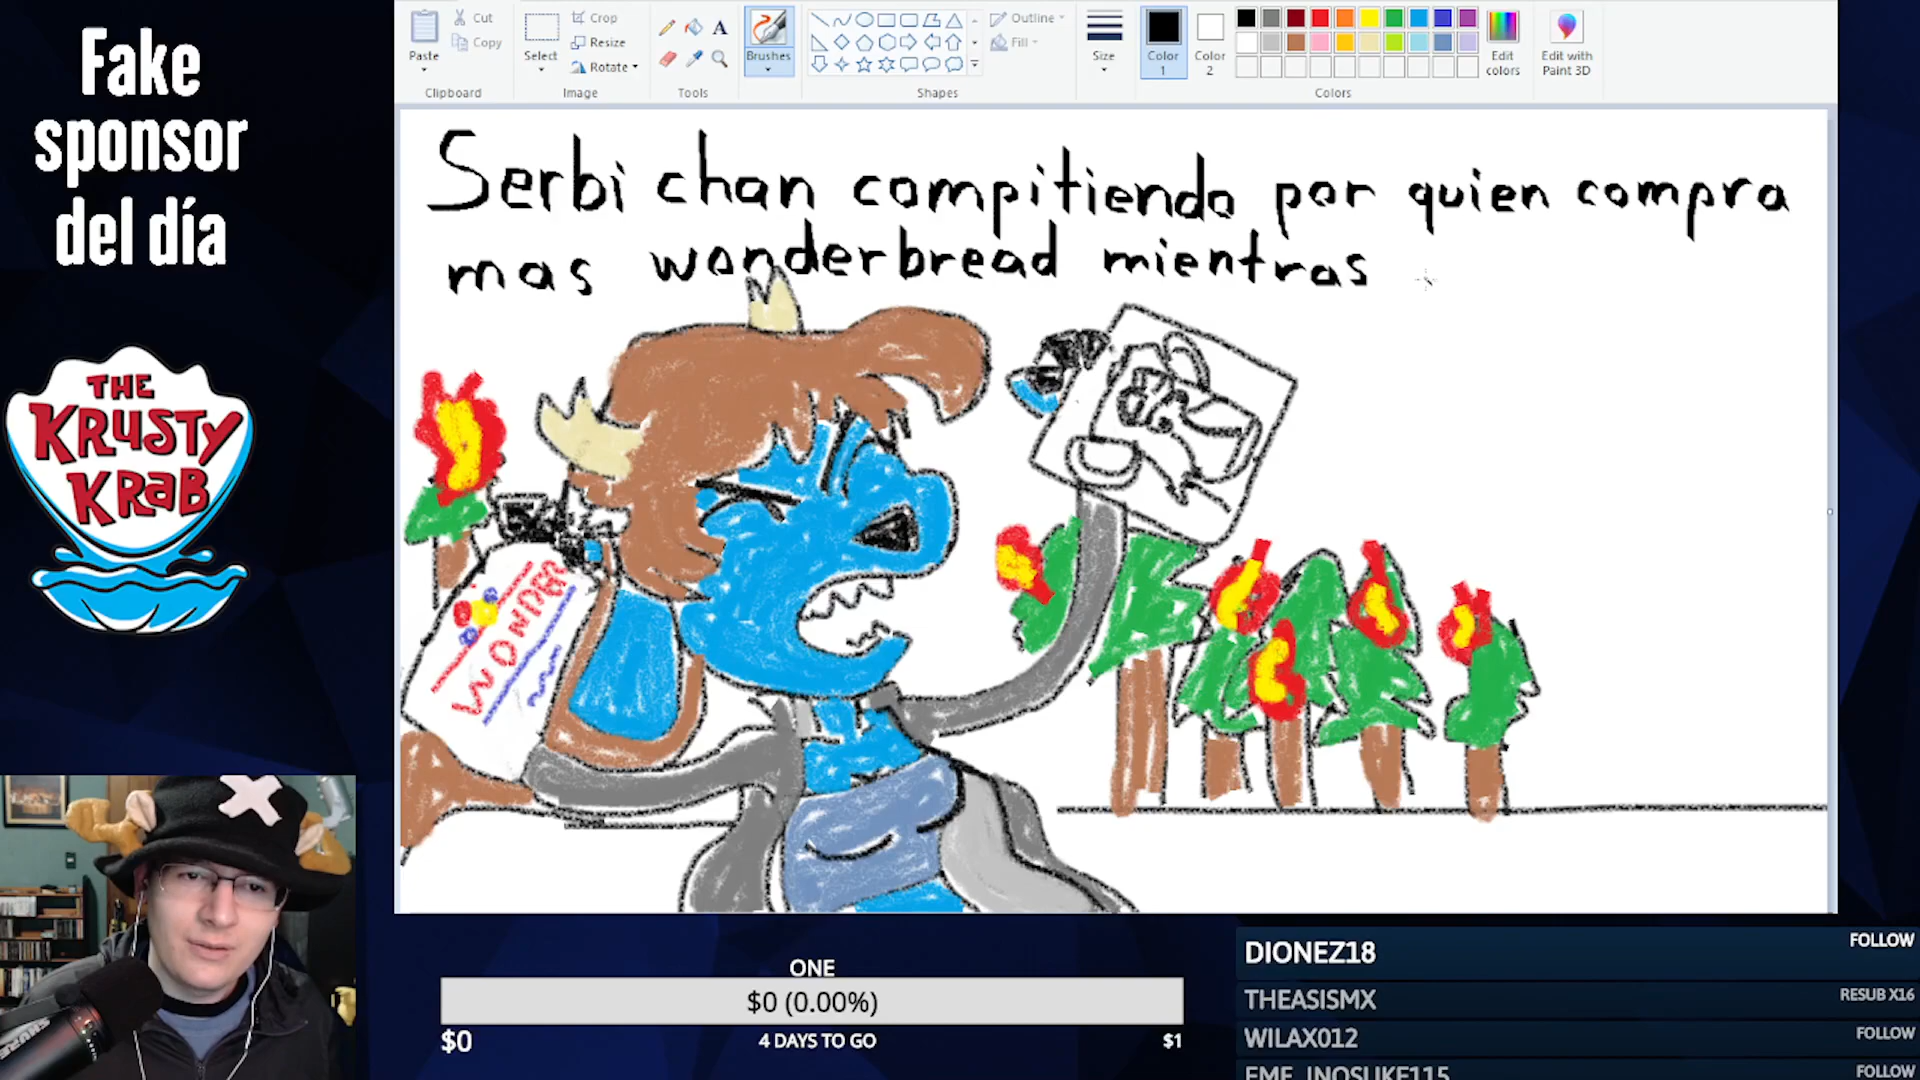 Fake
sponsor
del día
THE
KRUSTY
KRAB
Paste
Cut
Copy
Clipboard
Select
Crop
Resize
Rotate
Image
Tools
Brushes
Shapes
Outline
Fill
Size
Color
1
Color
2
Edit
colors
Edit with
Paint 3D
Colors
Serbi chan compitiendo por quien compra
mas wonderbread mientras
WONDER
ONE
$0 (0.00%)
$0
4 DAYS TO GO
$1
DIONEZ18
FOLLOW
THEASISMX
RESUB X16
WILAX012
FOLLOW
EME_INOSUKE115
FOLLOW
SHURE